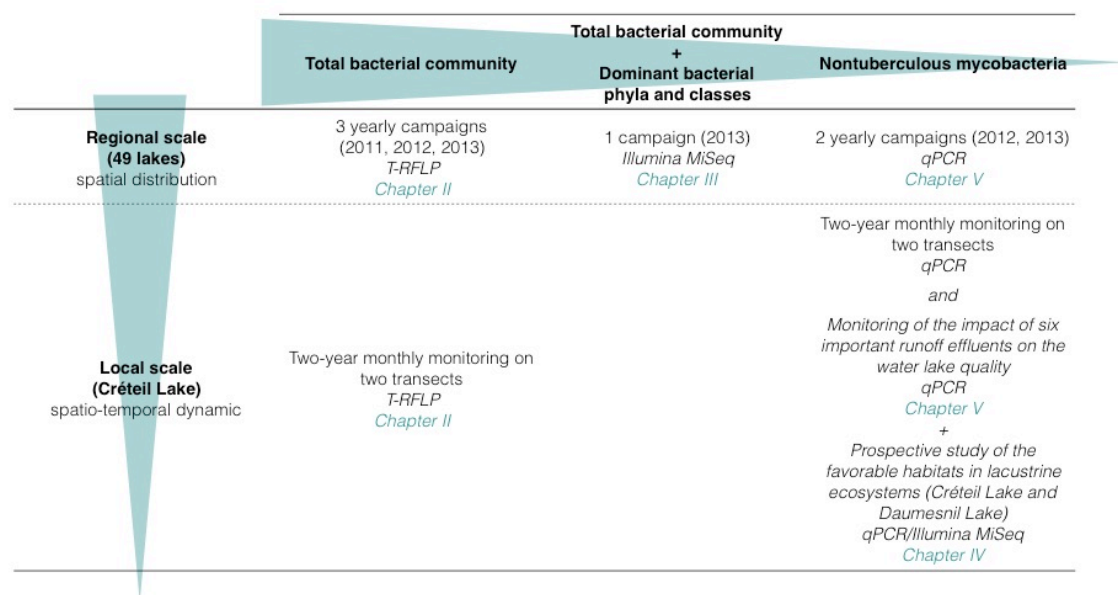 Total bacterial community
Total bacterial community
+
Dominant bacterial
phyla and classes
Nontuberculous mycobacteria
Regional scale
(49 lakes)
spatial distribution
3 yearly campaigns
(2011, 2012, 2013)
T-RFLP
Chapter II
1 campaign (2013)
Illumina MiSeq
Chapter III
2 yearly campaigns (2012, 2013)
qPCR
Chapter V
Local scale
(Créteil Lake)
spatio-temporal dynamic
Two-year monthly monitoring on
two transects
T-RFLP
Chapter II
Two-year monthly monitoring on
two transects
qPCR
and
Monitoring of the impact of six
important runoff effluents on the
water lake quality
qPCR
Chapter V
+
Prospective study of the
favorable habitats in lacustrine
ecosystems (Créteil Lake and
Daumesnil Lake)
qPCR/Illumina MiSeq
Chapter IV